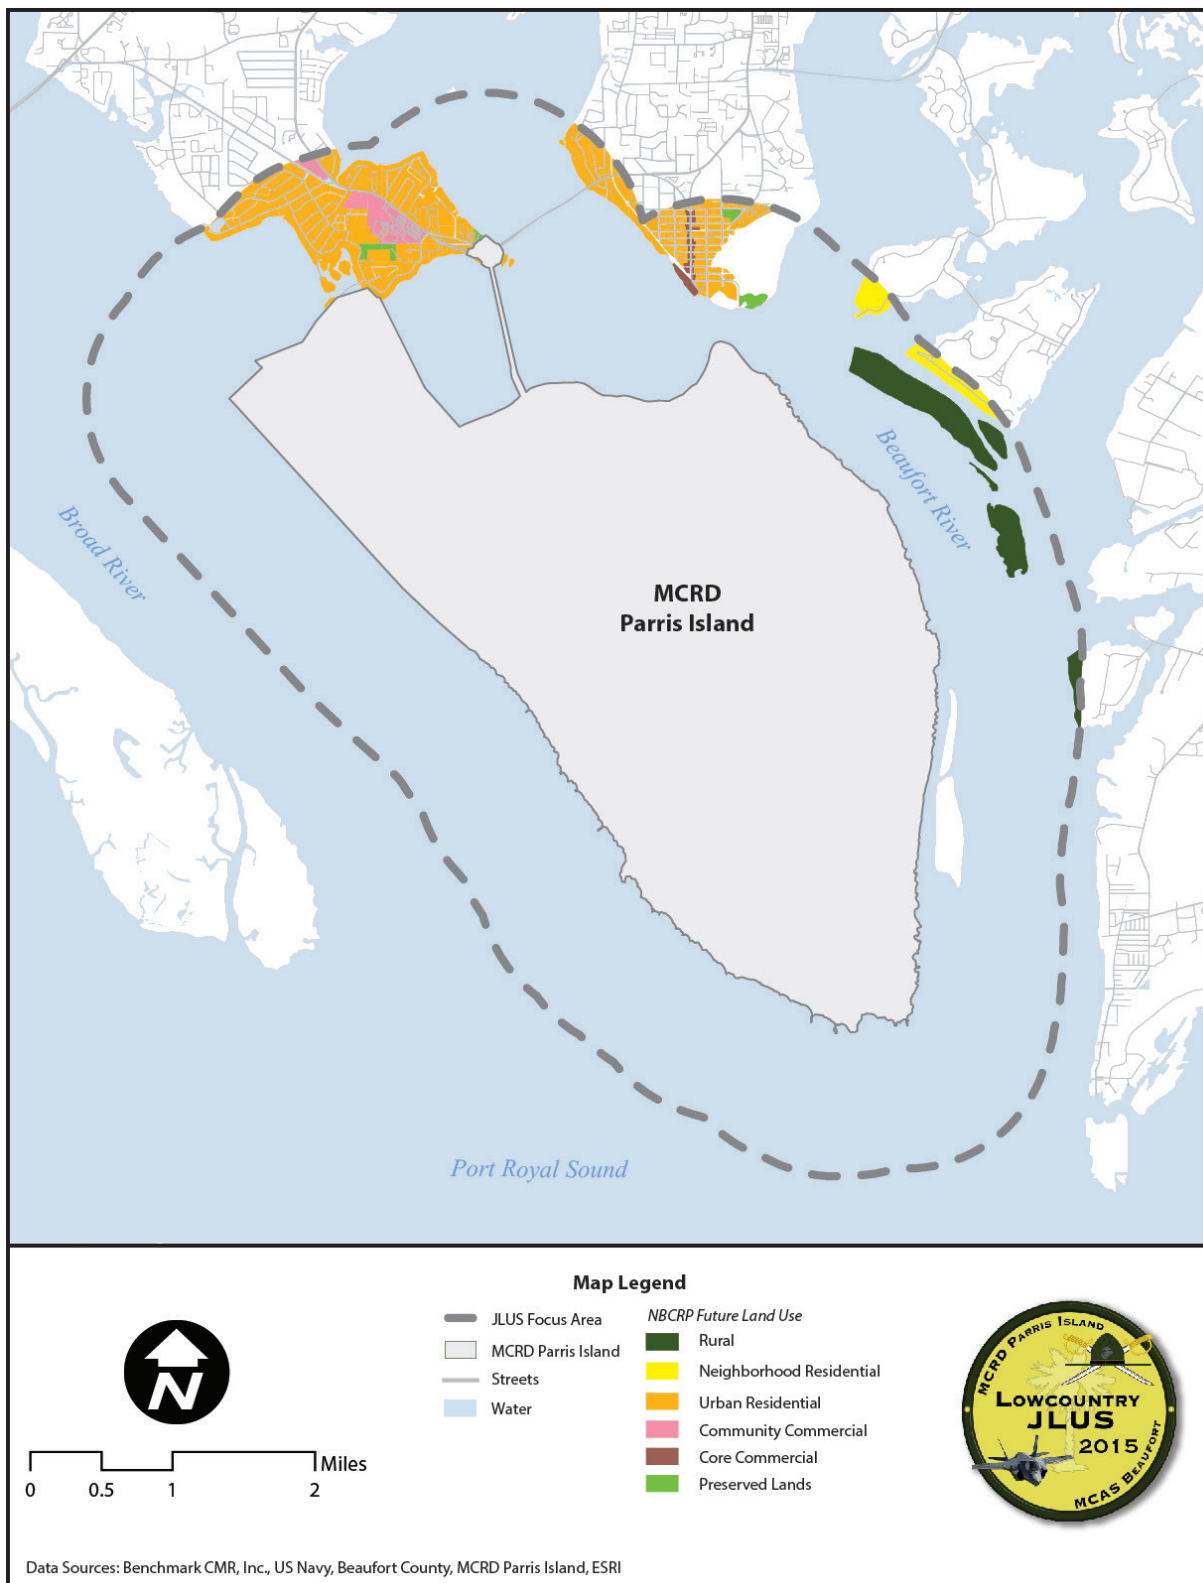 Broad River
Beaufort River
MCRD
Parris Island
Port Royal Sound
Map Legend
JLUS Focus Area
MCRD Parris Island
Streets
Water
NBCRP Future Land Use
Rural
Neighborhood Residential
Urban Residential
Community Commercial
Core Commercial
Preserved Lands
N
Miles
0 0.5 1 2
MCRD PARRIS ISLAND
LOWCOUNTRY
JLUS
2015
MCAS BEAUFORT
Data Sources: Benchmark CMR, Inc., US Navy, Beaufort County, MCRD Parris Island, ESRI